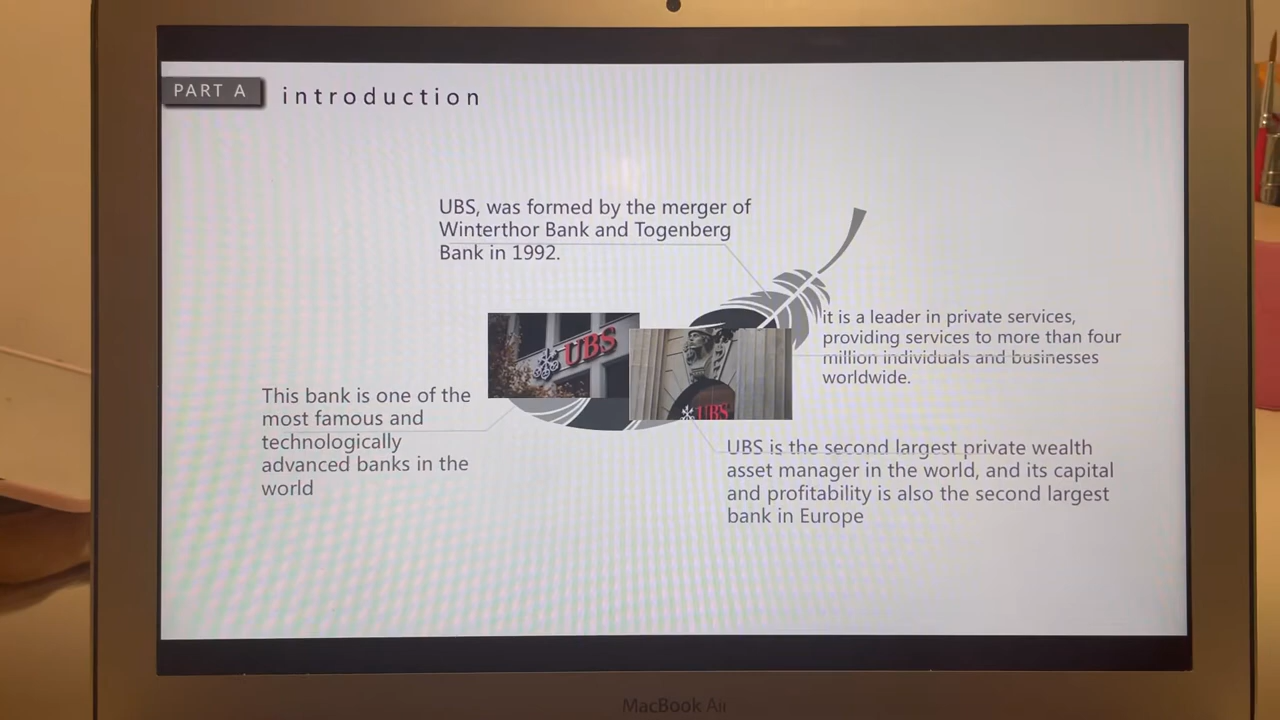 PART A
introduction
UBS, was formed by the merger of
Winterthor Bank and Togenberg
Bank in 1992.
UBS
it is a leader in private services,
providing services to more than four
million individuals and businesses
worldwide.
This bank is one of the
most famous and
technologically
advanced banks in the
world
UBS
UBS is the second largest private wealth
asset manager in the world, and its capital
and profitability is also the second largest
bank in Europe
MacBook Air